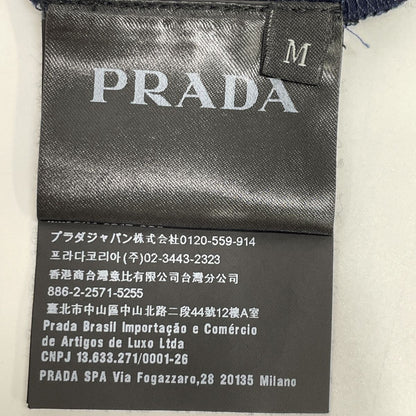 M
PRADA
プラダジャパン株式会社0120-559-914
프라다코리아 (주)02-3443-2323
香港商台灣意比有限公司台灣分公司
886-2-2571-5255
臺北市中山區中山北路二段44號12樓A室
Prada Brasil Importação e Comércio
de Artigos de Luxo Ltda
CNPJ 13.633.271/0001-26
PRADA SPA Via Fogazzaro,28 20135 Milano